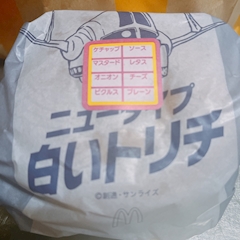 ケチャップ ソース
マスタード レタス
オニオン チーズ
ピクルス プレーン
ニュータイプ
白いトリチ
©創通・サンライズ